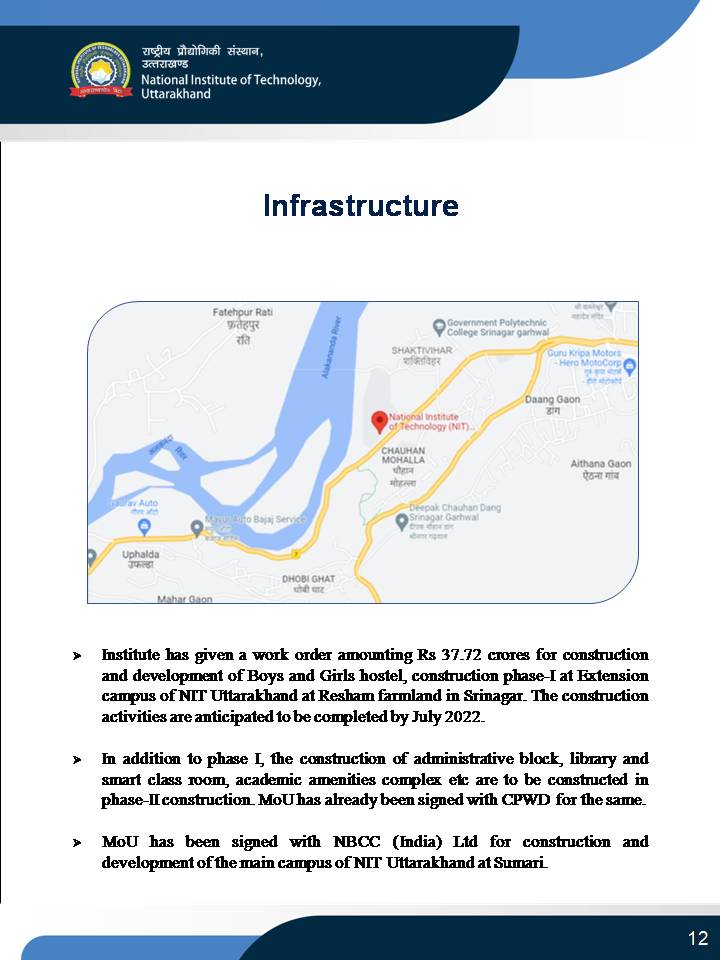 राष्ट्रीय प्रौद्योगिकी संस्थान,
उत्तराखण्ड
National Institute of Technology,
Uttarakhand
Infrastructure
Fatehpur Rati
फ़तेहपुर
रति
Alakananda River
Government Polytechnic
College Srinagar garhwal
SHAKTIVIHAR
शक्तिविहर
Guru Kripa Motors
- Hero MotoCorp
Daang Gaon
डांग
National Institute
of Technology (NIT)...
CHAUHAN
MOHALLA
चौहान
मोहल्ला
Aithana Gaon
ऐठना गांव
Mayur Auto Bajaj Service
Deepak Chauhan Dang
Srinagar Garhwal
Uphalda
उफल्डा
7
DHOBI GHAT
धोबी घाट
Mahar Gaon
➢ Institute has given a work order amounting Rs 37.72 crores for construction
and development of Boys and Girls hostel, construction phase-I at Extension
campus of NIT Uttarakhand at Resham farmland in Srinagar. The construction
activities are anticipated to be completed by July 2022.
➢ In addition to phase I, the construction of administrative block, library and
smart class room, academic amenities complex etc are to be constructed in
phase-II construction. MoU has already been signed with CPWD for the same.
➢ MoU has been signed with NBCC (India) Ltd for construction and
development of the main campus of NIT Uttarakhand at Sumari.
12